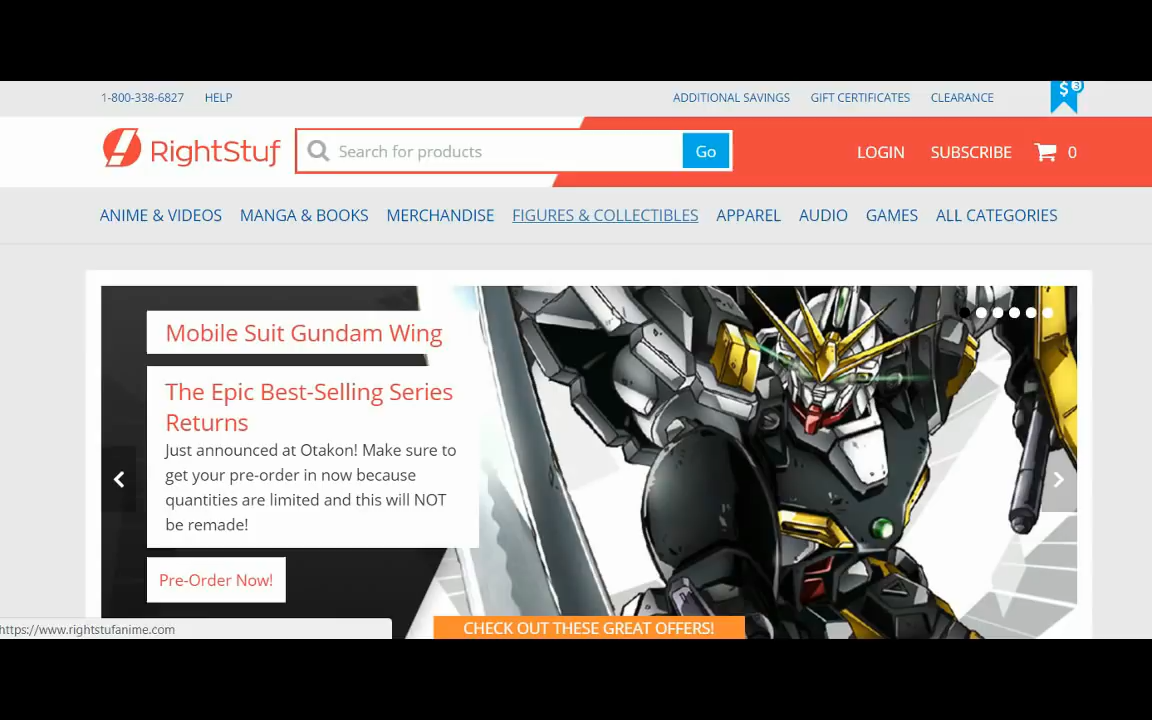 1-800-338-6827 HELP ADDITIONAL SAVINGS GIFT CERTIFICATES CLEARANCE $ 3
RightStuf Search for products Go LOGIN SUBSCRIBE 0
ANIME & VIDEOS MANGA & BOOKS MERCHANDISE FIGURES & COLLECTIBLES APPAREL AUDIO GAMES ALL CATEGORIES
Mobile Suit Gundam Wing
The Epic Best-Selling Series
Returns
Just announced at Otakon! Make sure to
get your pre-order in now because
quantities are limited and this will NOT
be remade!
Pre-Order Now!
CHECK OUT THESE GREAT OFFERS!
https://www.rightstufanime.com